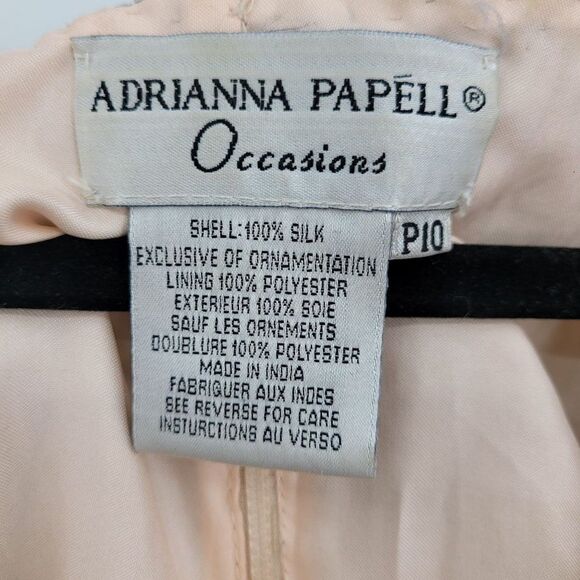 ADRIANNA PAPÉLL®
Occasions
SHELL:100% SILK
EXCLUSIVE OF ORNAMENTATION
LINING 100% POLYESTER
EXTERIEUR 100% SOIE
SAUF LES ORNEMENTS
DOUBLURE 100% POLYESTER
MADE IN INDIA
FABRIQUER AUX INDES
SEE REVERSE FOR CARE
INSTURCTIONS AU VERSO
P10